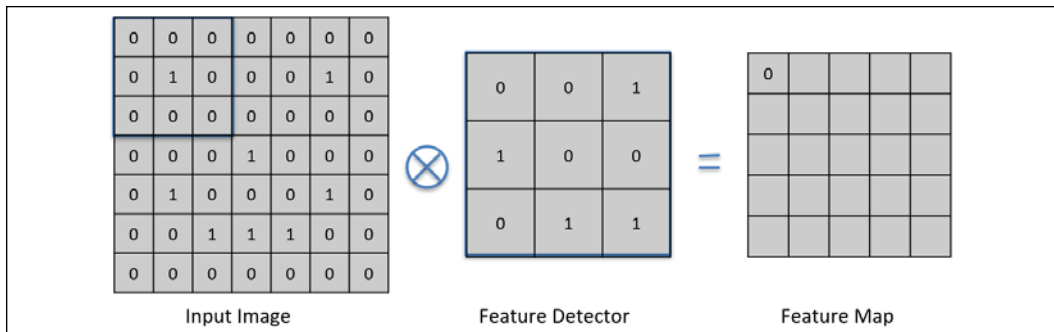 0 0 0 0 0 0 0
0 1 0 0 0 1 0
0 0 0 0 0 0 0
0 0 0 1 0 0 0
0 1 0 0 0 1 0
0 0 1 1 1 0 0
0 0 0 0 0 0 0
Input Image
0 0 1
1 0 0
0 1 1
Feature Detector
=
0
Feature Map